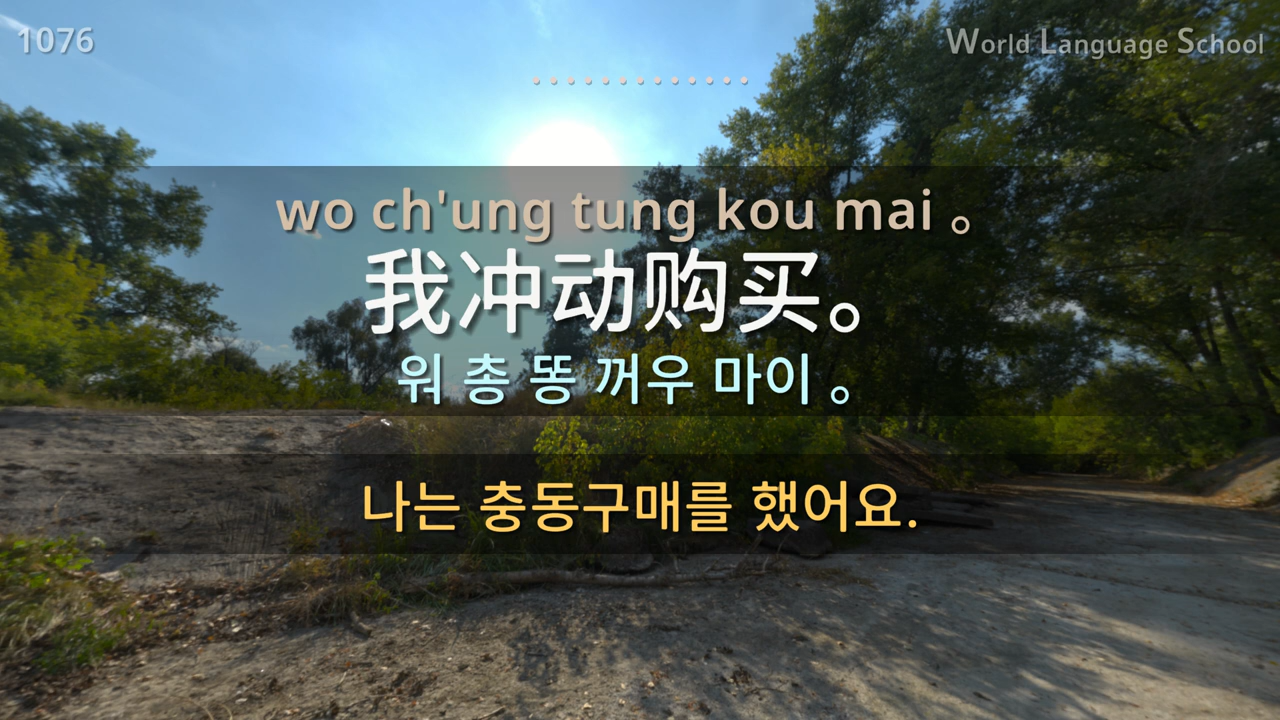 1076
World Language School
wo ch'ung tung kou mai 。
我冲动购买。
워 총 똥 꺼우 마이 。
나는 충동구매를 했어요.